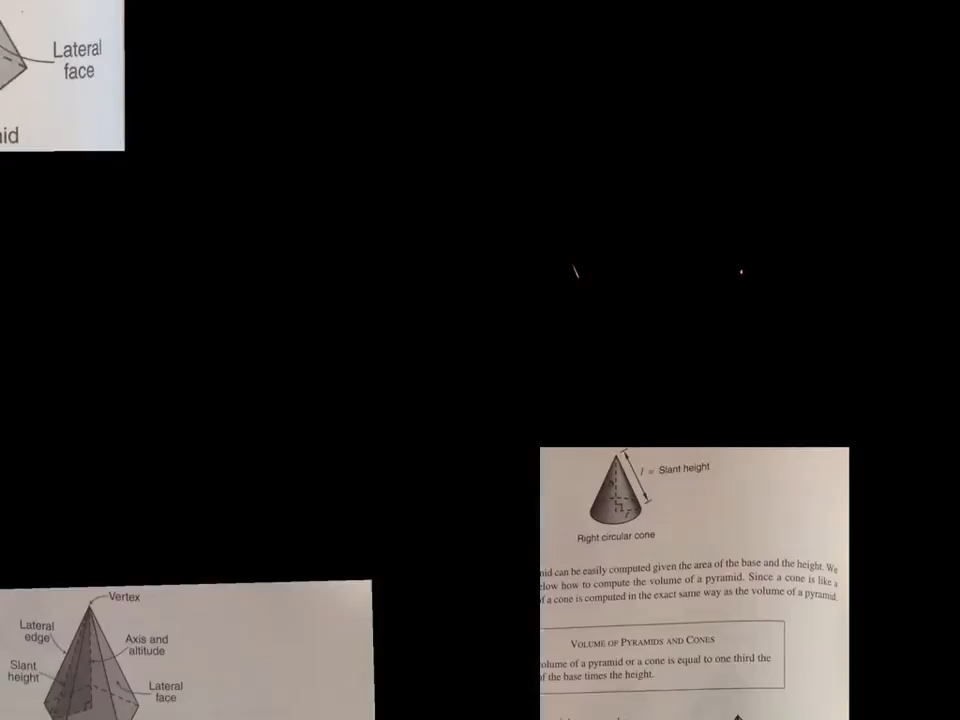 Lateral
face
id
l = Slant height
r
Right circular cone
mid can be easily computed given the area of the base and the height. We
low how to compute the volume of a pyramid. Since a cone is like a
f a cone is computed in the exact same way as the volume of a pyramid.
VOLUME OF PYRAMIDS AND CONES
olume of a pyramid or a cone is equal to one third the
f the base times the height.
Vertex
Lateral
edge
Axis and
altitude
Slant
height
Lateral
face